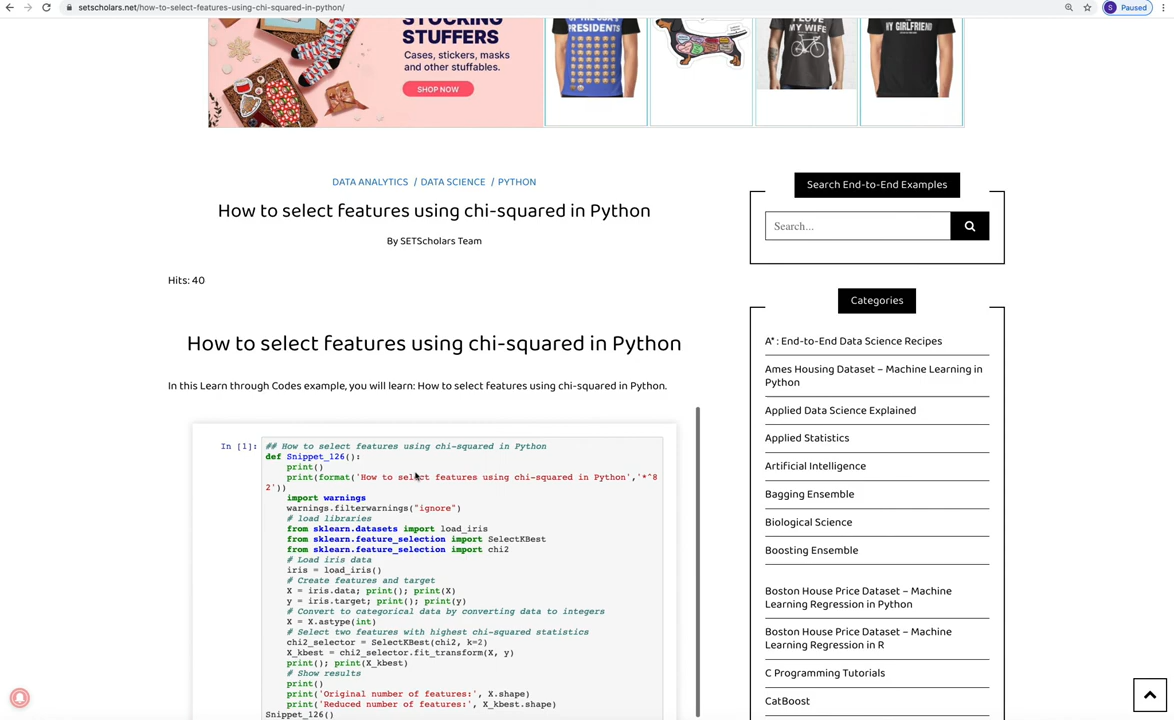 setscholars.net/how-to-select-features-using-chi-squared-in-python/
S
Paused
STOCKING
STUFFERS
Cases, stickers, masks
and other stuffables.
SHOP NOW
PRESIDENTS
I LOVE
MY WIFE
MY GIRLFRIEND
DATA ANALYTICS / DATA SCIENCE / PYTHON
How to select features using chi-squared in Python
By SETScholars Team
Hits: 40
How to select features using chi-squared in Python
In this Learn through Codes example, you will learn: How to select features using chi-squared in Python.
In [1]:
## How to select features using chi-squared in Python
def Snippet_126():
print()
print(format('How to select features using chi-squared in Python','*^8
2'))
import warnings
warnings.filterwarnings("ignore")
# load libraries
from sklearn.datasets import load_iris
from sklearn.feature_selection import SelectKBest
from sklearn.feature_selection import chi2
# Load iris data
iris = load_iris()
# Create features and target
X = iris.data; print(); print(X)
y = iris.target; print(); print(y)
# Convert to categorical data by converting data to integers
X = X.astype(int)
# Select two features with highest chi-squared statistics
chi2_selector = SelectKBest(chi2, k=2)
X_kbest = chi2_selector.fit_transform(X, y)
print(); print(X_kbest)
# Show results
print()
print('Original number of features:', X.shape)
print('Reduced number of features:', X_kbest.shape)
Snippet_126()
Search End-to-End Examples
Search...
Categories
A* : End-to-End Data Science Recipes
Ames Housing Dataset – Machine Learning in
Python
Applied Data Science Explained
Applied Statistics
Artificial Intelligence
Bagging Ensemble
Biological Science
Boosting Ensemble
Boston House Price Dataset – Machine
Learning Regression in Python
Boston House Price Dataset – Machine
Learning Regression in R
C Programming Tutorials
CatBoost